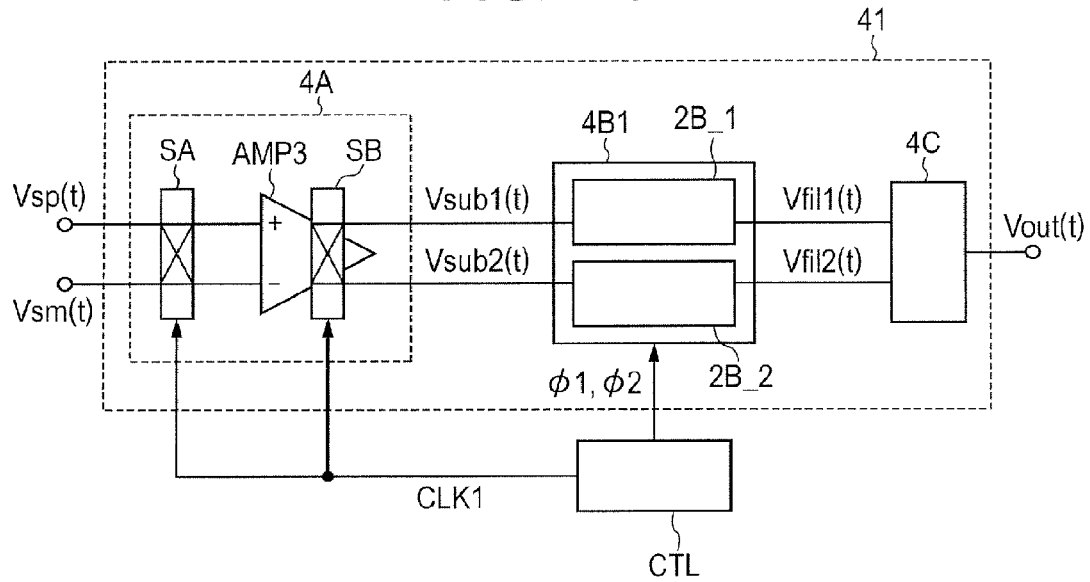 41
4A
4B1
2B_1
SA
AMP3
SB
4C
Vsp(t)
+
Vsub1(t)
Vfil1(t)
Vout(t)
Vsub2(t)
Vfil2(t)
−
Vsm(t)
2B_2
ϕ1, ϕ2
CLK1
CTL